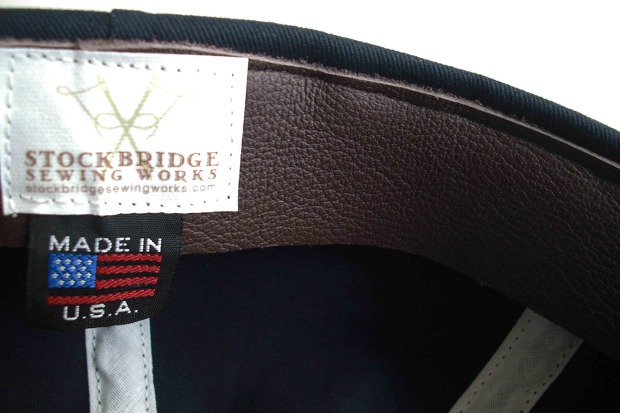 STOCKBRIDGE
SEWING WORKS
stockbridgesewingworks.com
MADE IN
U.S.A.